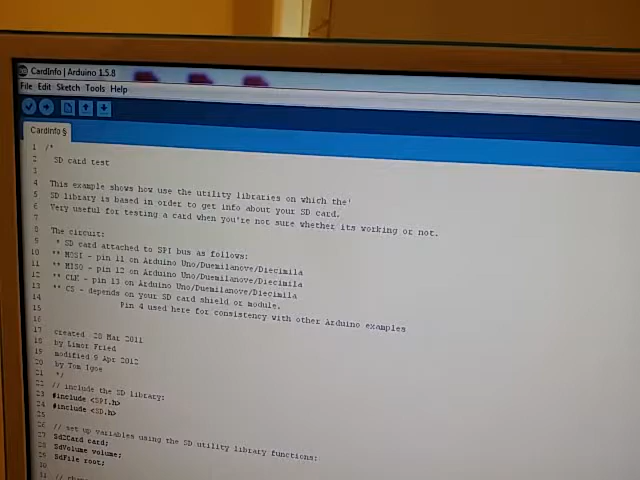 CardInfo | Arduino 1.5.8
File Edit Sketch Tools Help
CardInfo §
1 /*
2 SD card test
3
4 This example shows how use the utility libraries on which the'
5 SD library is based in order to get info about your SD card.
6 Very useful for testing a card when you're not sure whether its working or not.
7
8 The circuit:
9 * SD card attached to SPI bus as follows:
10 ** MOSI - pin 11 on Arduino Uno/Duemilanove/Diecimila
11 ** MISO - pin 12 on Arduino Uno/Duemilanove/Diecimila
12 ** CLK - pin 13 on Arduino Uno/Duemilanove/Diecimila
13 ** CS - depends on your SD card shield or module.
14 Pin 4 used here for consistency with other Arduino examples
15
16
17 created 28 Mar 2011
18 by Limor Fried
19 modified 9 Apr 2012
20 by Tom Igoe
21 */
22 // include the SD library:
23 #include <SPI.h>
24 #include <SD.h>
25
26 // set up variables using the SD utility library functions:
27 Sd2Card card;
28 SdVolume volume;
29 SdFile root;
30